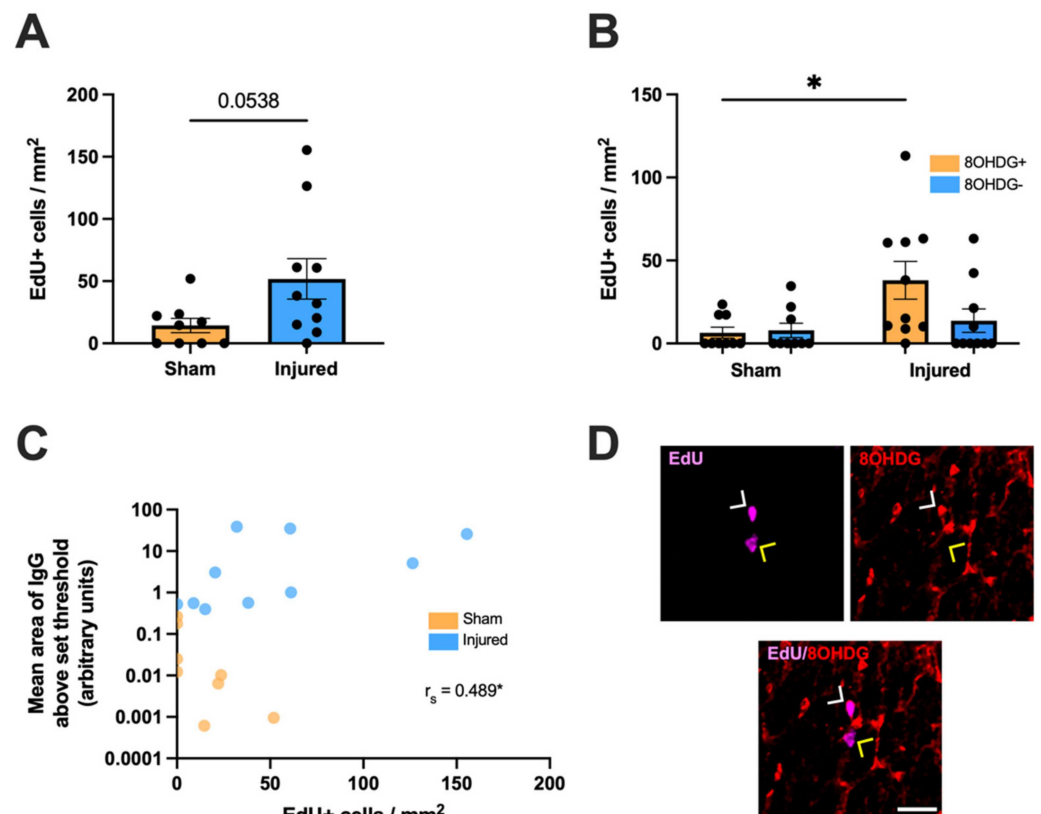 A
200
150
100
50
0
EdU+ cells / mm2
0.0538
Sham
Injured
B
150
100
50
0
EdU+ cells / mm2
*
8OHDG+
8OHDG-
Sham
Injured
C
100
10
1
0.1
0.01
0.001
0.0001
Mean area of IgG
above set threshold
(arbitrary units)
Sham
Injured
rs = 0.489*
0 50 100 150 200
EdU+ cells / mm2
D
EdU
8OHDG
EdU/8OHDG